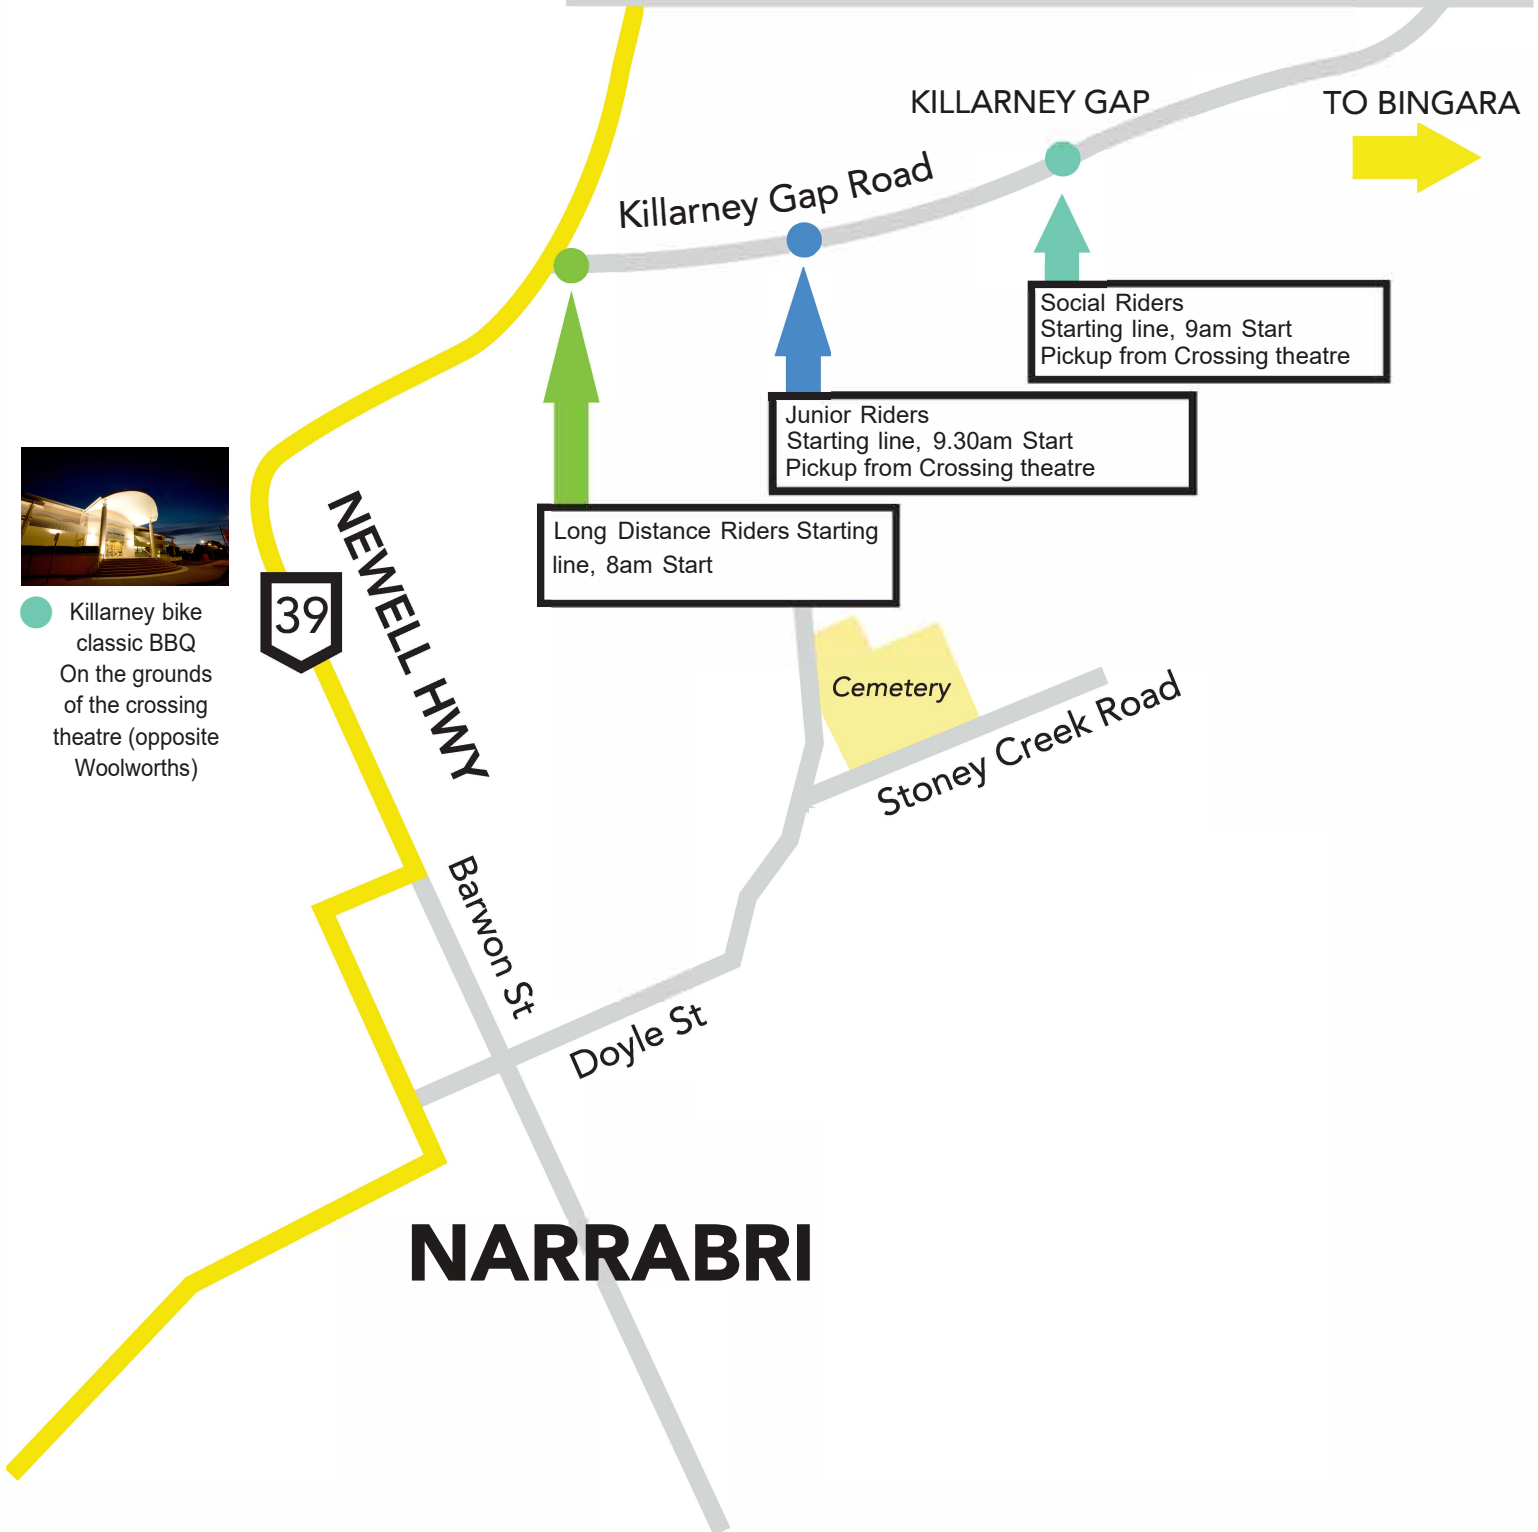 KILLARNEY GAP
TO BINGARA
Killarney Gap Road
Social Riders
Starting line, 9am Start
Pickup from Crossing theatre
Junior Riders
Starting line, 9.30am Start
Pickup from Crossing theatre
Long Distance Riders Starting
line, 8am Start
NEWELL HWY
39
Killarney bike
classic BBQ
On the grounds
of the crossing
theatre (opposite
Woolworths)
Cemetery
Stoney Creek Road
Barwon St
Doyle St
NARRABRI